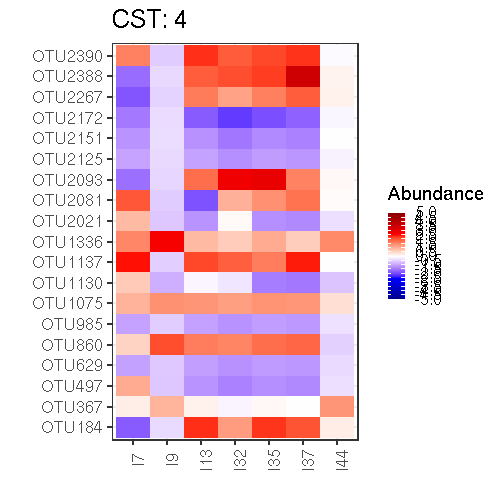 CST: 4
OTU2390
OTU2388
OTU2267
OTU2172
OTU2151
OTU2125
OTU2093
OTU2081
OTU2021
OTU1336
OTU1137
OTU1130
OTU1075
OTU985
OTU860
OTU629
OTU497
OTU367
OTU184
I7 I9 I13 I32 I35 I37 I44
Abundance